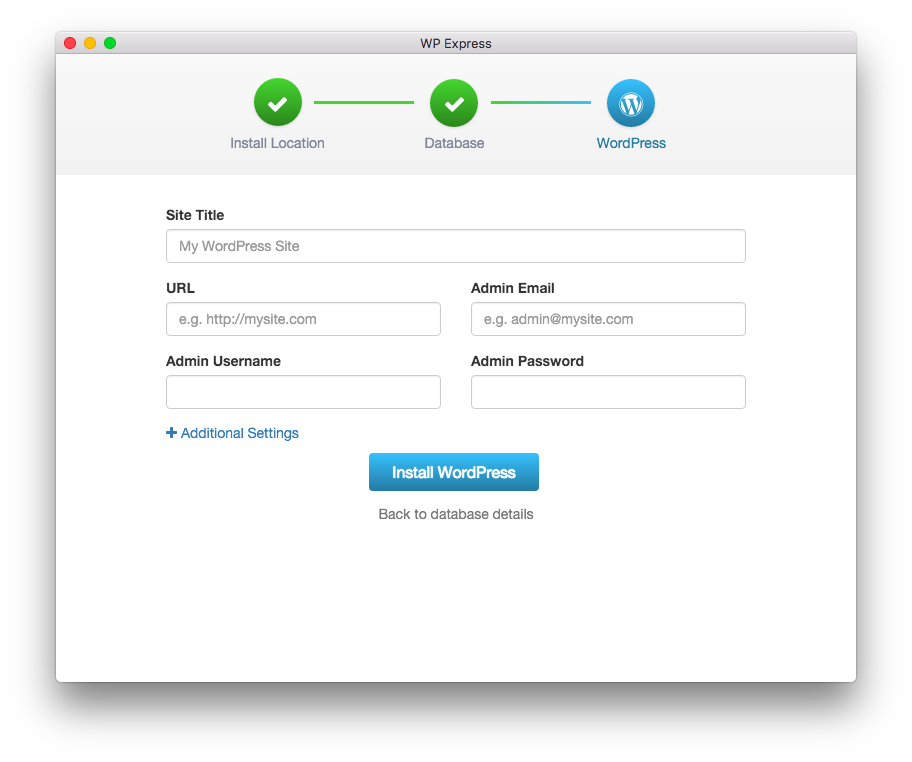 WP Express
Install Location Database WordPress
Site Title
My WordPress Site
URL Admin Email
e.g. http://mysite.com e.g. admin@mysite.com
Admin Username Admin Password
+ Additional Settings
Install WordPress
Back to database details